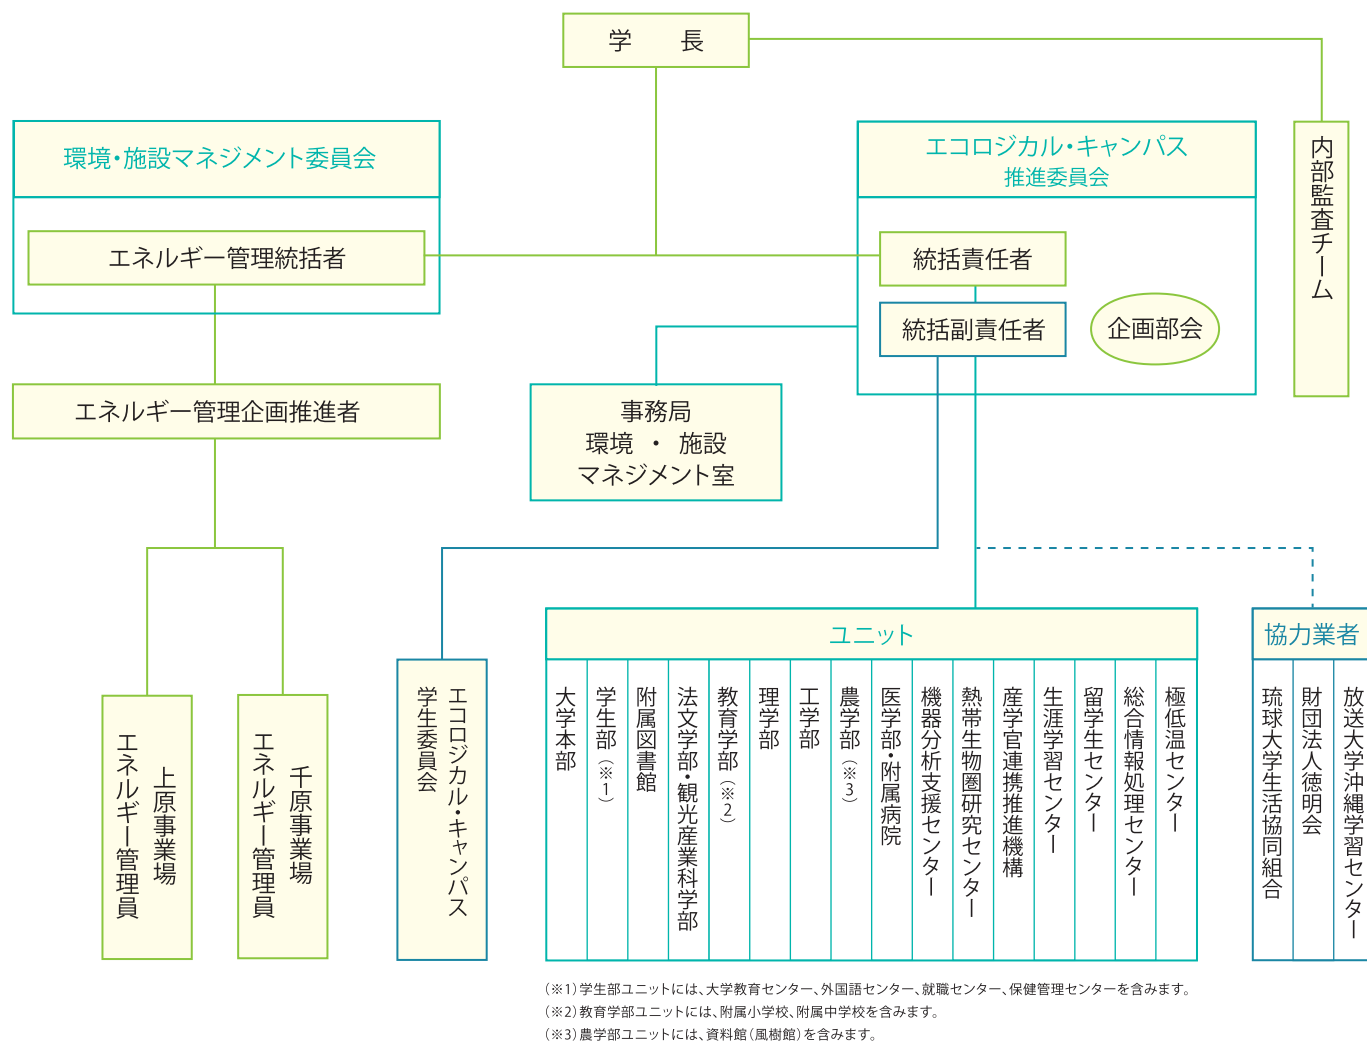 学　長
環境・施設マネジメント委員会
エネルギー管理統括者
エネルギー管理企画推進者
上原事業場
エネルギー管理員
千原事業場
エネルギー管理員
エコロジカル・キャンパス
推進委員会
統括責任者
統括副責任者
企画部会
内部監査チーム
事務局
環境　・　施設
マネジメント室
エコロジカル・キャンパス
学生委員会
ユニット
大学本部
学生部（※1）
附属図書館
法文学部・観光産業科学部
教育学部（※2）
理学部
工学部
農学部（※3）
医学部・附属病院
機器分析支援センター
熱帯生物圏研究センター
産学官連携推進機構
生涯学習センター
留学生センター
総合情報処理センター
極低温センター
協力業者
琉球大学生活協同組合
財団法人徳明会
放送大学沖縄学習センター
（※1）学生部ユニットには、大学教育センター、外国語センター、就職センター、保健管理センターを含みます。
（※2）教育学部ユニットには、附属小学校、附属中学校を含みます。
（※3）農学部ユニットには、資料館（風樹館）を含みます。